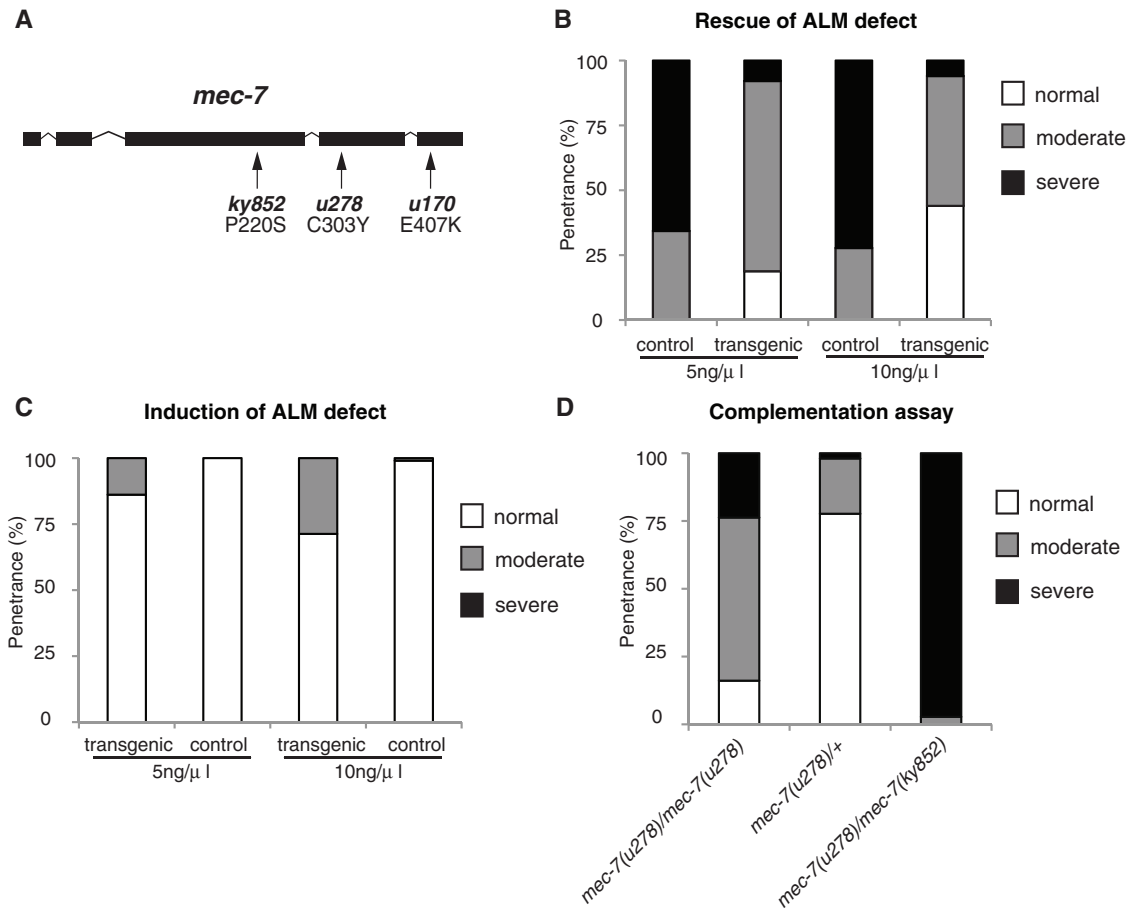 A
mec-7
ky852 u278 u170
P220S C303Y E407K
B
Rescue of ALM defect
Penetrance (%)
100
75
50
25
0
control transgenic control transgenic
5ng/μ l 10ng/μ l
normal
moderate
severe
C
Induction of ALM defect
Penetrance (%)
100
75
50
25
0
transgenic control transgenic control
5ng/μ l 10ng/μ l
normal
moderate
severe
D
Complementation assay
Penetrance (%)
100
75
50
25
0
mec-7(u278)/mec-7(u278)
mec-7(u278)/+
mec-7(u278)/mec-7(ky852)
normal
moderate
severe